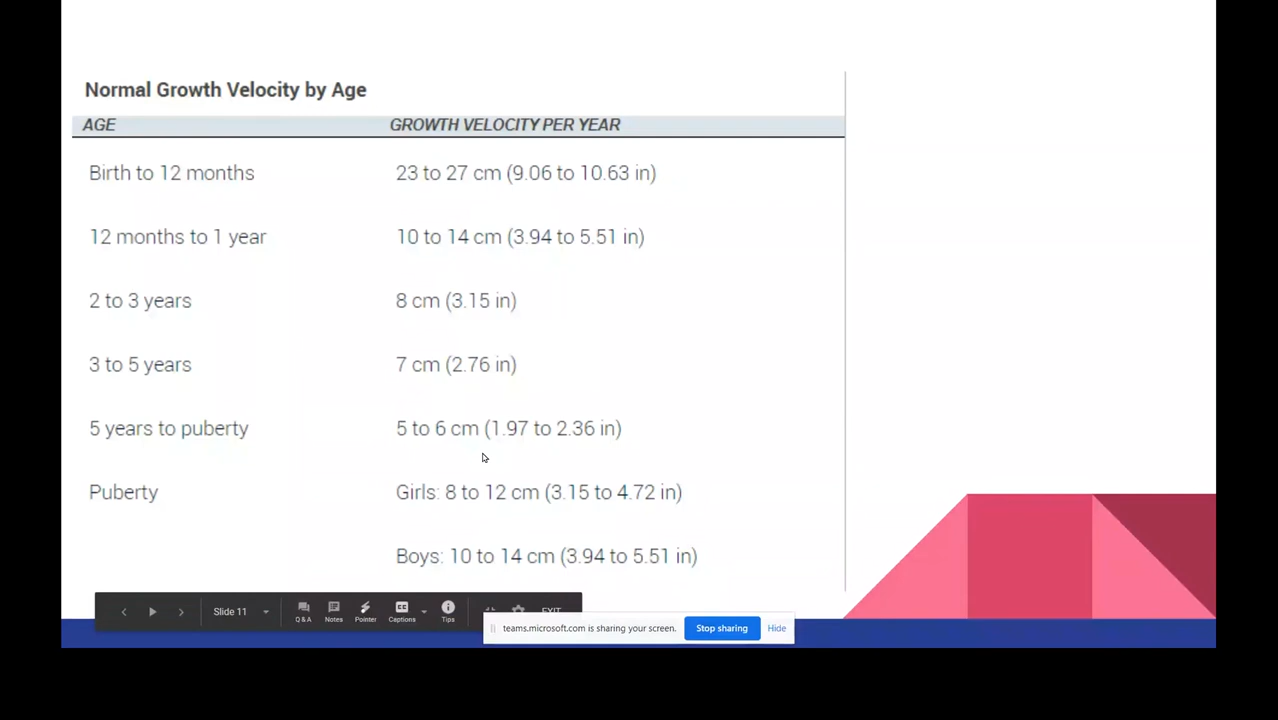 Normal Growth Velocity by Age
AGE GROWTH VELOCITY PER YEAR
Birth to 12 months 23 to 27 cm (9.06 to 10.63 in)
12 months to 1 year 10 to 14 cm (3.94 to 5.51 in)
2 to 3 years 8 cm (3.15 in)
3 to 5 years 7 cm (2.76 in)
5 years to puberty 5 to 6 cm (1.97 to 2.36 in)
Puberty Girls: 8 to 12 cm (3.15 to 4.72 in)
Boys: 10 to 14 cm (3.94 to 5.51 in)
Slide 11 Q & A Notes Pointer Captions Tips EXIT
CC
teams.microsoft.com is sharing your screen. Stop sharing Hide